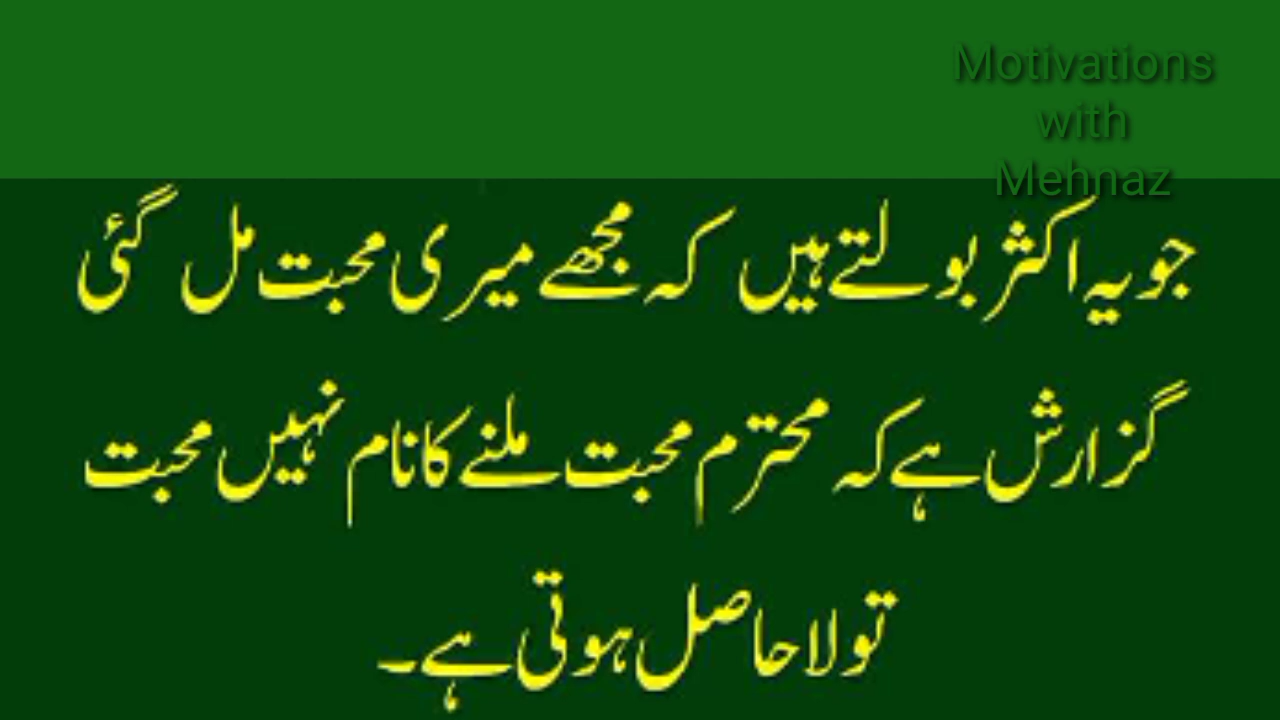 Motivations
with
Mehnaz
جو یہ اکثر بولتے ہیں کہ مجھے میری محبت مل گئی
گزارش ہے کہ محترم محبت ملنے کا نام نہیں محبت
تو لا حاصل ہوتی ہے۔